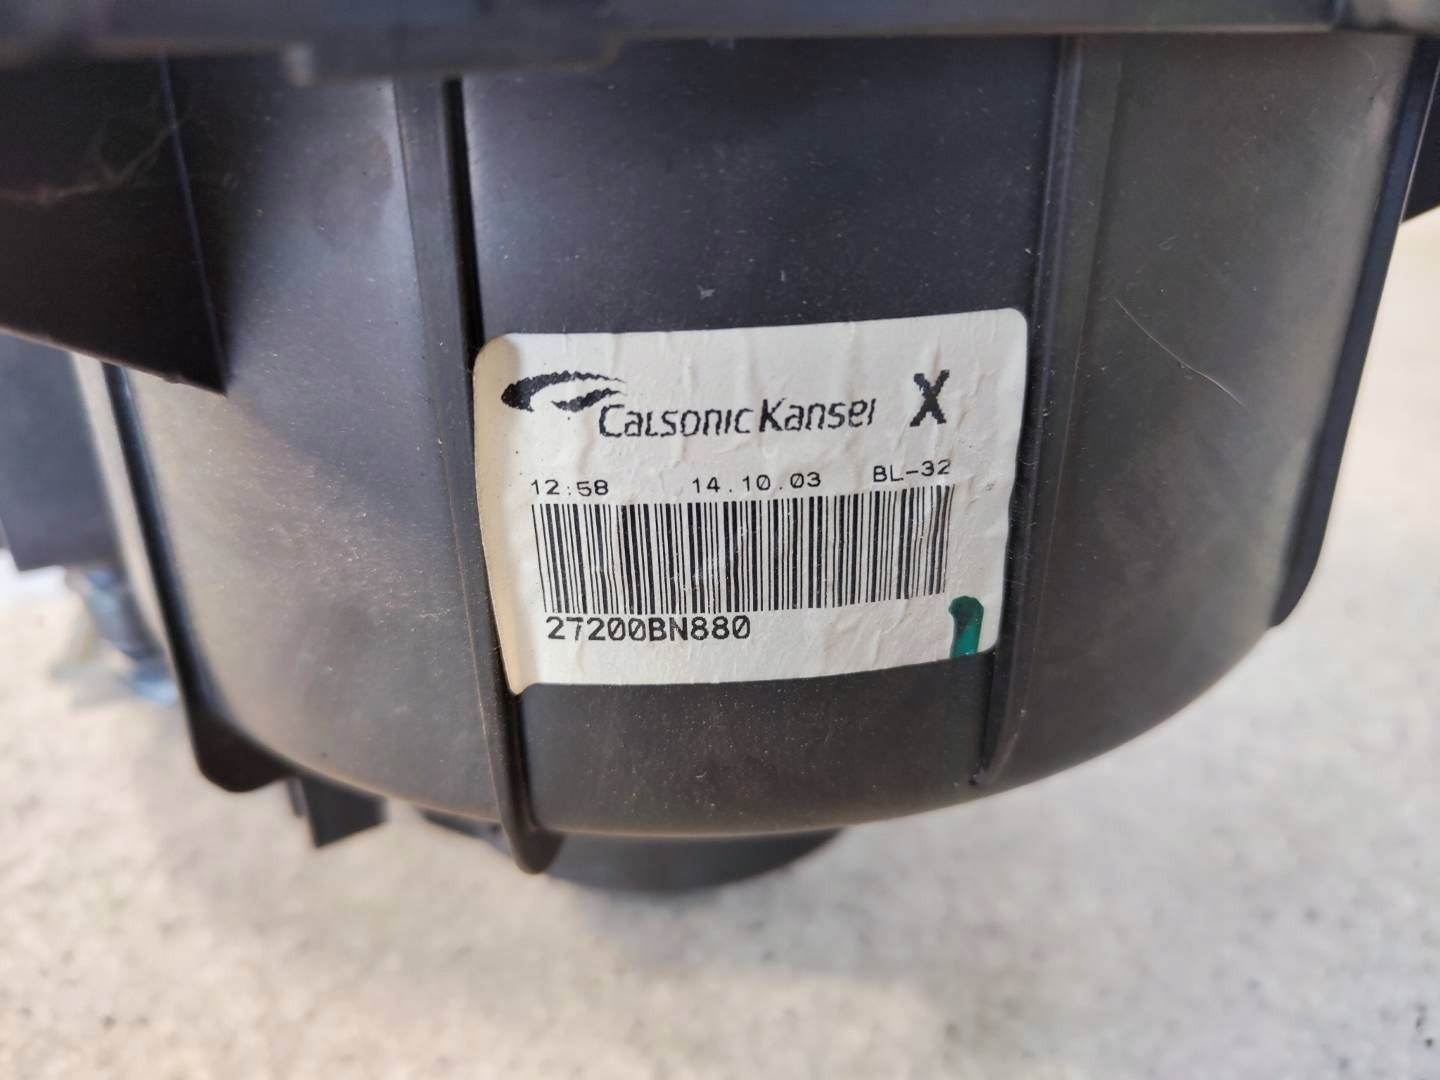 CalsonicKansei X
12:58 14.10.03 BL-32
27200BN880